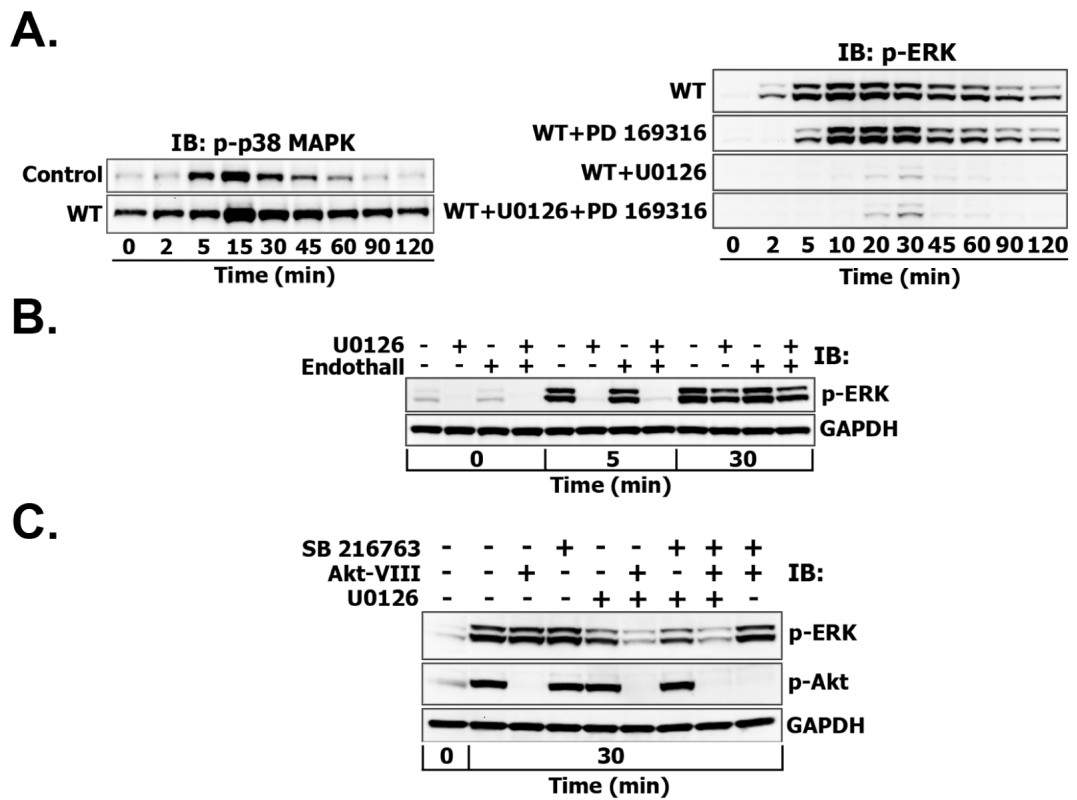 A.
IB: p-p38 MAPK
Control
WT
0 2 5 15 30 45 60 90 120
Time (min)
IB: p-ERK
WT
WT+PD 169316
WT+U0126
WT+U0126+PD 169316
0 2 5 10 20 30 45 60 90 120
Time (min)
B.
U0126 - + - + - + - + - + - + IB:
Endothall - - + + - - + + - - + +
p-ERK
GAPDH
0 5 30
Time (min)
C.
SB 216763 - - - + - - + + +
Akt-VIII - - + - - + - + + IB:
U0126 - - - - + + + + -
p-ERK
p-Akt
GAPDH
0 30
Time (min)